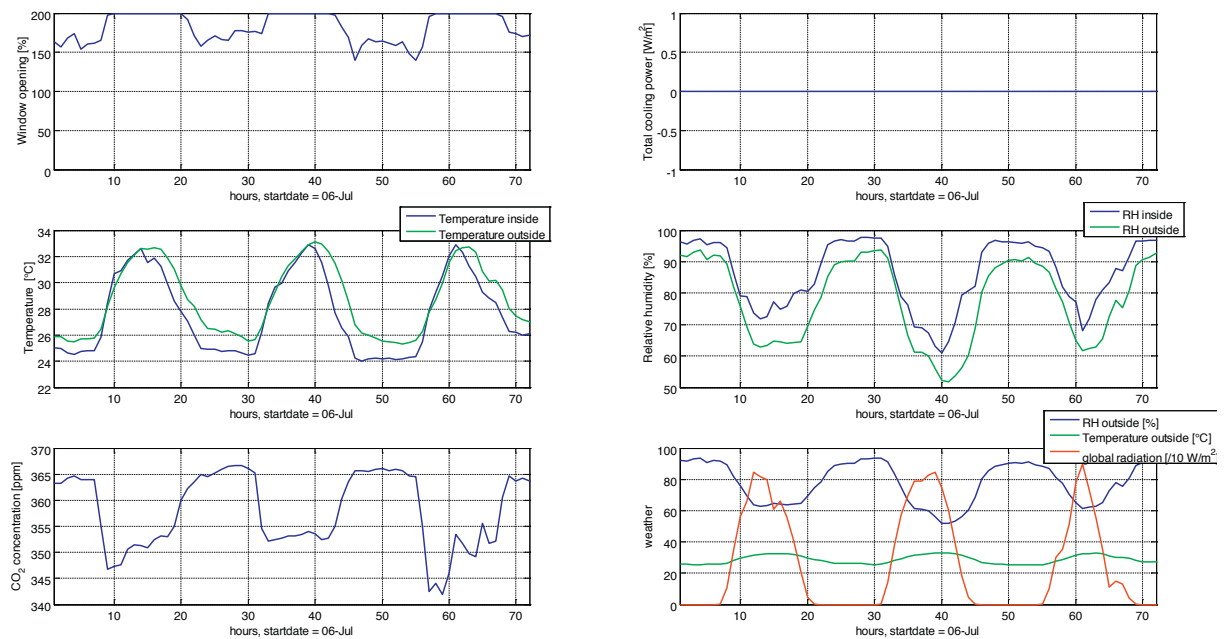 Window opening [%]
200
150
100
50
0
10 20 30 40 50 60 70
hours, startdate = 06-Jul
Total cooling power [W/m²]
1
0.5
0
-0.5
-1
10 20 30 40 50 60 70
hours, startdate = 06-Jul
Temperature inside
Temperature outside
Temperature [°C]
34
32
30
28
26
24
22
10 20 30 40 50 60 70
hours, startdate = 06-Jul
RH inside
RH outside
Relative humidity [%]
100
90
80
70
60
50
10 20 30 40 50 60 70
hours, startdate = 06-Jul
CO₂ concentration [ppm]
370
365
360
355
350
345
340
10 20 30 40 50 60 70
hours, startdate = 06-Jul
RH outside [%]
Temperature outside [°C]
global radiation [/10 W/m²
weather
100
80
60
40
20
0
10 20 30 40 50 60 70
hours, startdate = 06-Jul